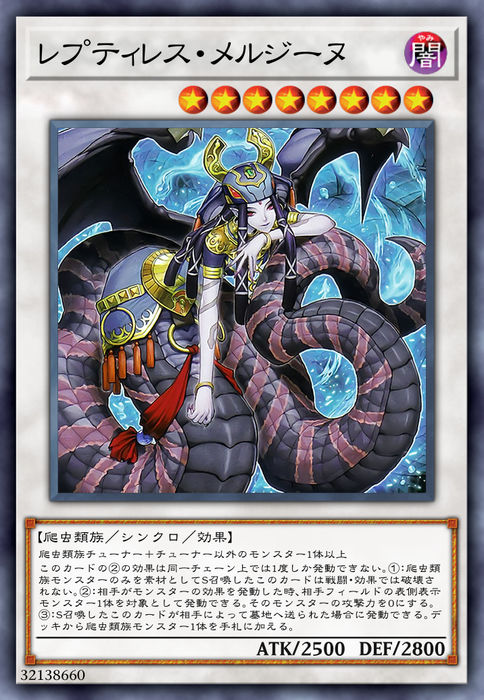 レプティレス・メルジーヌ
やみ
闇
【爬虫類族／シンクロ／効果】
爬虫類族チューナー＋チューナー以外のモンスター1体以上
このカードの②の効果は同一チェーン上では1度しか発動できない。①:爬虫類
族モンスターのみを素材としてS召喚したこのカードは戦闘・効果では破壊さ
れない。②:相手がモンスターの効果を発動した時、相手フィールドの表側表示
モンスター1体を対象として発動できる。そのモンスターの攻撃力を0にする。
③:S召喚したこのカードが相手によって墓地へ送られた場合に発動できる。デ
ッキから爬虫類族モンスター1体を手札に加える。
ATK/2500 DEF/2800
32138660